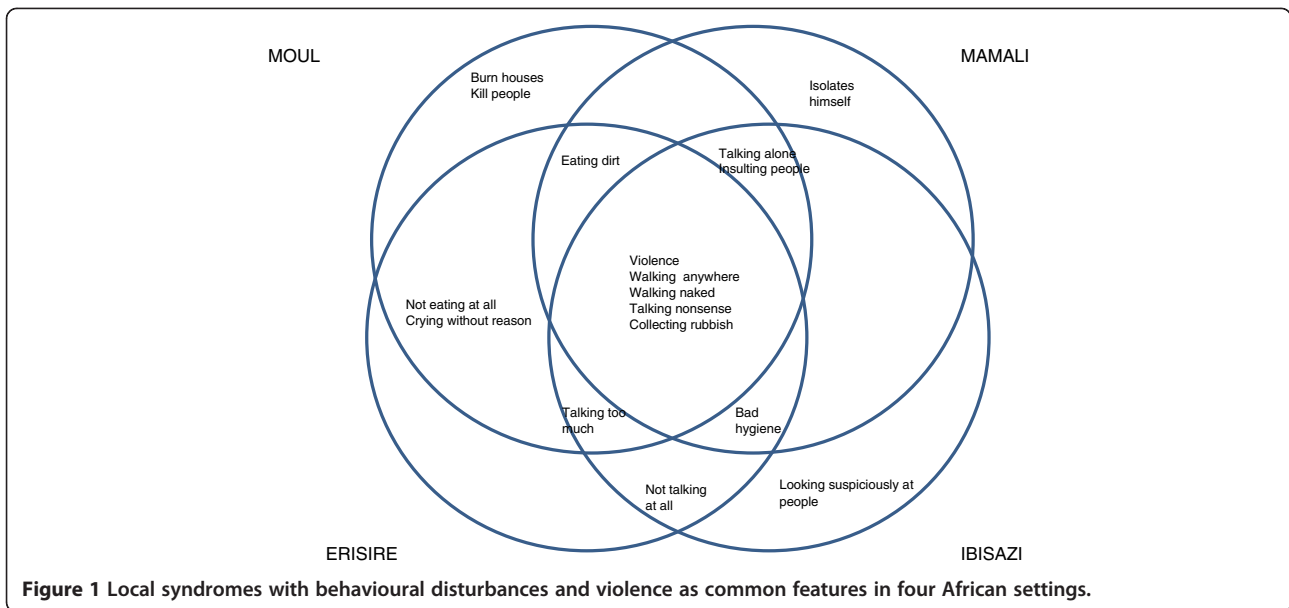 MOUL
MAMALI
Burn houses
Kill people
Isolates
himself
Eating dirt
Talking alone
Insulting people
Violence
Walking anywhere
Walking naked
Talking nonsense
Collecting rubbish
Not eating at all
Crying without reason
Talking too
much
Bad
hygiene
Not talking
at all
Looking suspiciously at
people
ERISIRE
IBISAZI
Figure 1 Local syndromes with behavioural disturbances and violence as common features in four African settings.